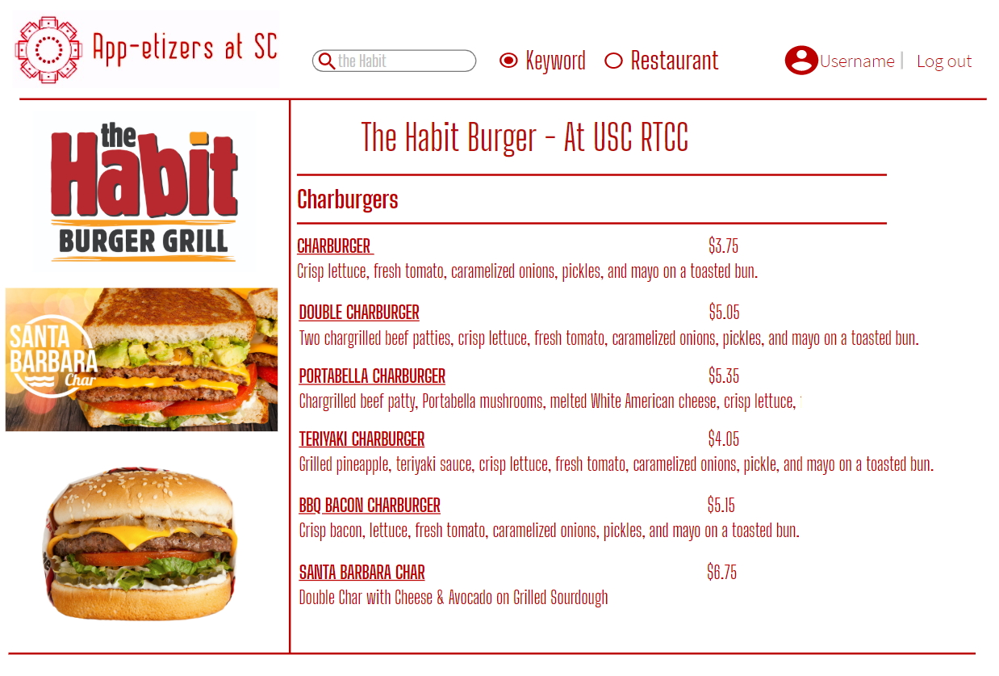 App-etizers at SC
the Habit
Keyword
Restaurant
Username | Log out
the
Habit
BURGER GRILL
SANTA
BARBARA
Char
The Habit Burger - At USC RTCC
Charburgers
CHARBURGER $3.75
Crisp lettuce, fresh tomato, caramelized onions, pickles, and mayo on a toasted bun.
DOUBLE CHARBURGER $5.05
Two chargrilled beef patties, crisp lettuce, fresh tomato, caramelized onions, pickles, and mayo on a toasted bun.
PORTABELLA CHARBURGER $5.35
Chargrilled beef patty, Portabella mushrooms, melted White American cheese, crisp lettuce,
TERIYAKI CHARBURGER $4.05
Grilled pineapple, teriyaki sauce, crisp lettuce, fresh tomato, caramelized onions, pickle, and mayo on a toasted bun.
BBQ BACON CHARBURGER $5.15
Crisp bacon, lettuce, fresh tomato, caramelized onions, pickles, and mayo on a toasted bun.
SANTA BARBARA CHAR $6.75
Double Char with Cheese & Avocado on Grilled Sourdough